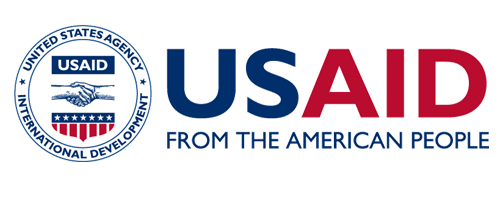 UNITED STATES AGENCY
USAID
INTERNATIONAL DEVELOPMENT
USAID
FROM THE AMERICAN PEOPLE